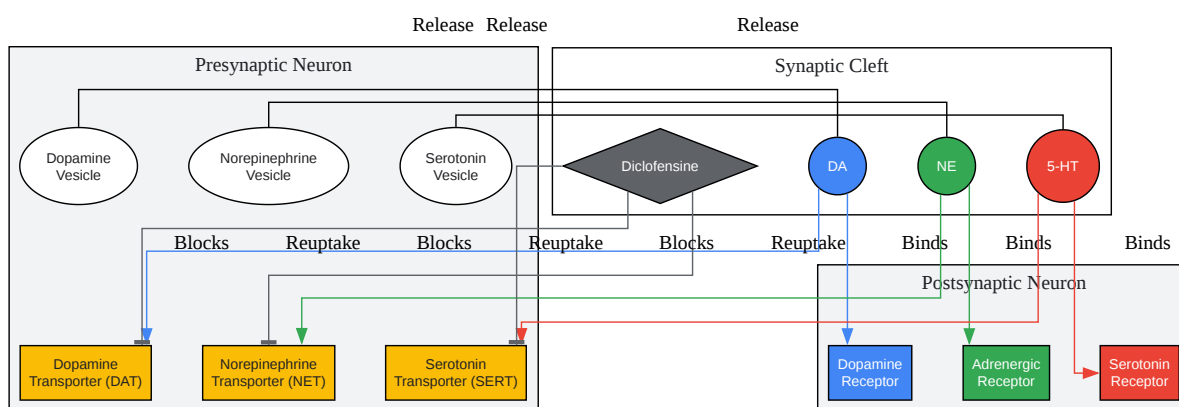 Release Release Release
Presynaptic Neuron
Synaptic Cleft
Dopamine
Vesicle
Norepinephrine
Vesicle
Serotonin
Vesicle
Diclofensine
DA
NE
5-HT
Blocks Reuptake Blocks Reuptake Blocks Reuptake Binds Binds Binds
Postsynaptic Neuron
Dopamine
Transporter (DAT)
Norepinephrine
Transporter (NET)
Serotonin
Transporter (SERT)
Dopamine
Receptor
Adrenergic
Receptor
Serotonin
Receptor